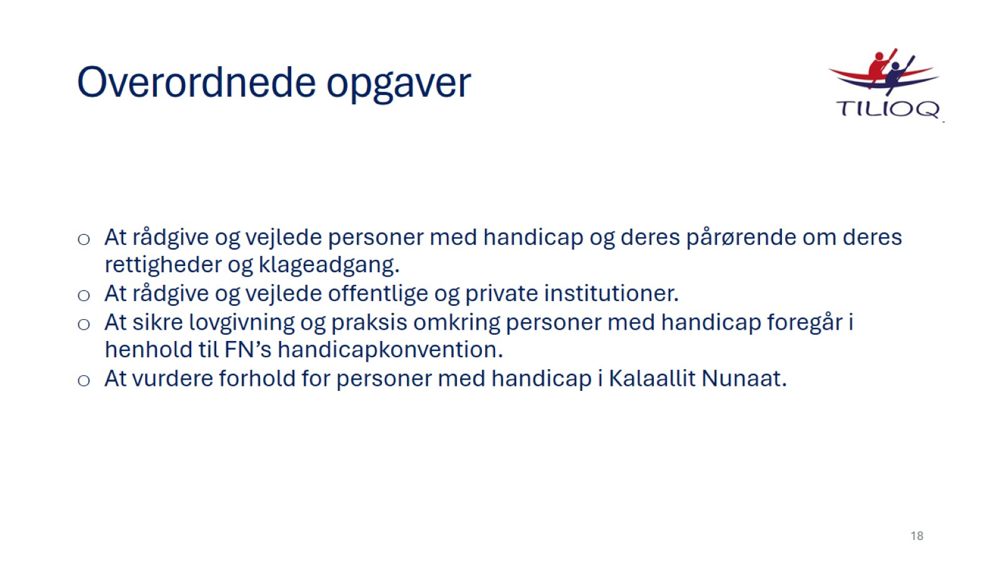 Overordnede opgaver
TILIOQ
o At rådgive og vejlede personer med handicap og deres pårørende om deres
rettigheder og klageadgang.
o At rådgive og vejlede offentlige og private institutioner.
o At sikre lovgivning og praksis omkring personer med handicap foregår i
henhold til FN’s handicapkonvention.
o At vurdere forhold for personer med handicap i Kalaallit Nunaat.
18